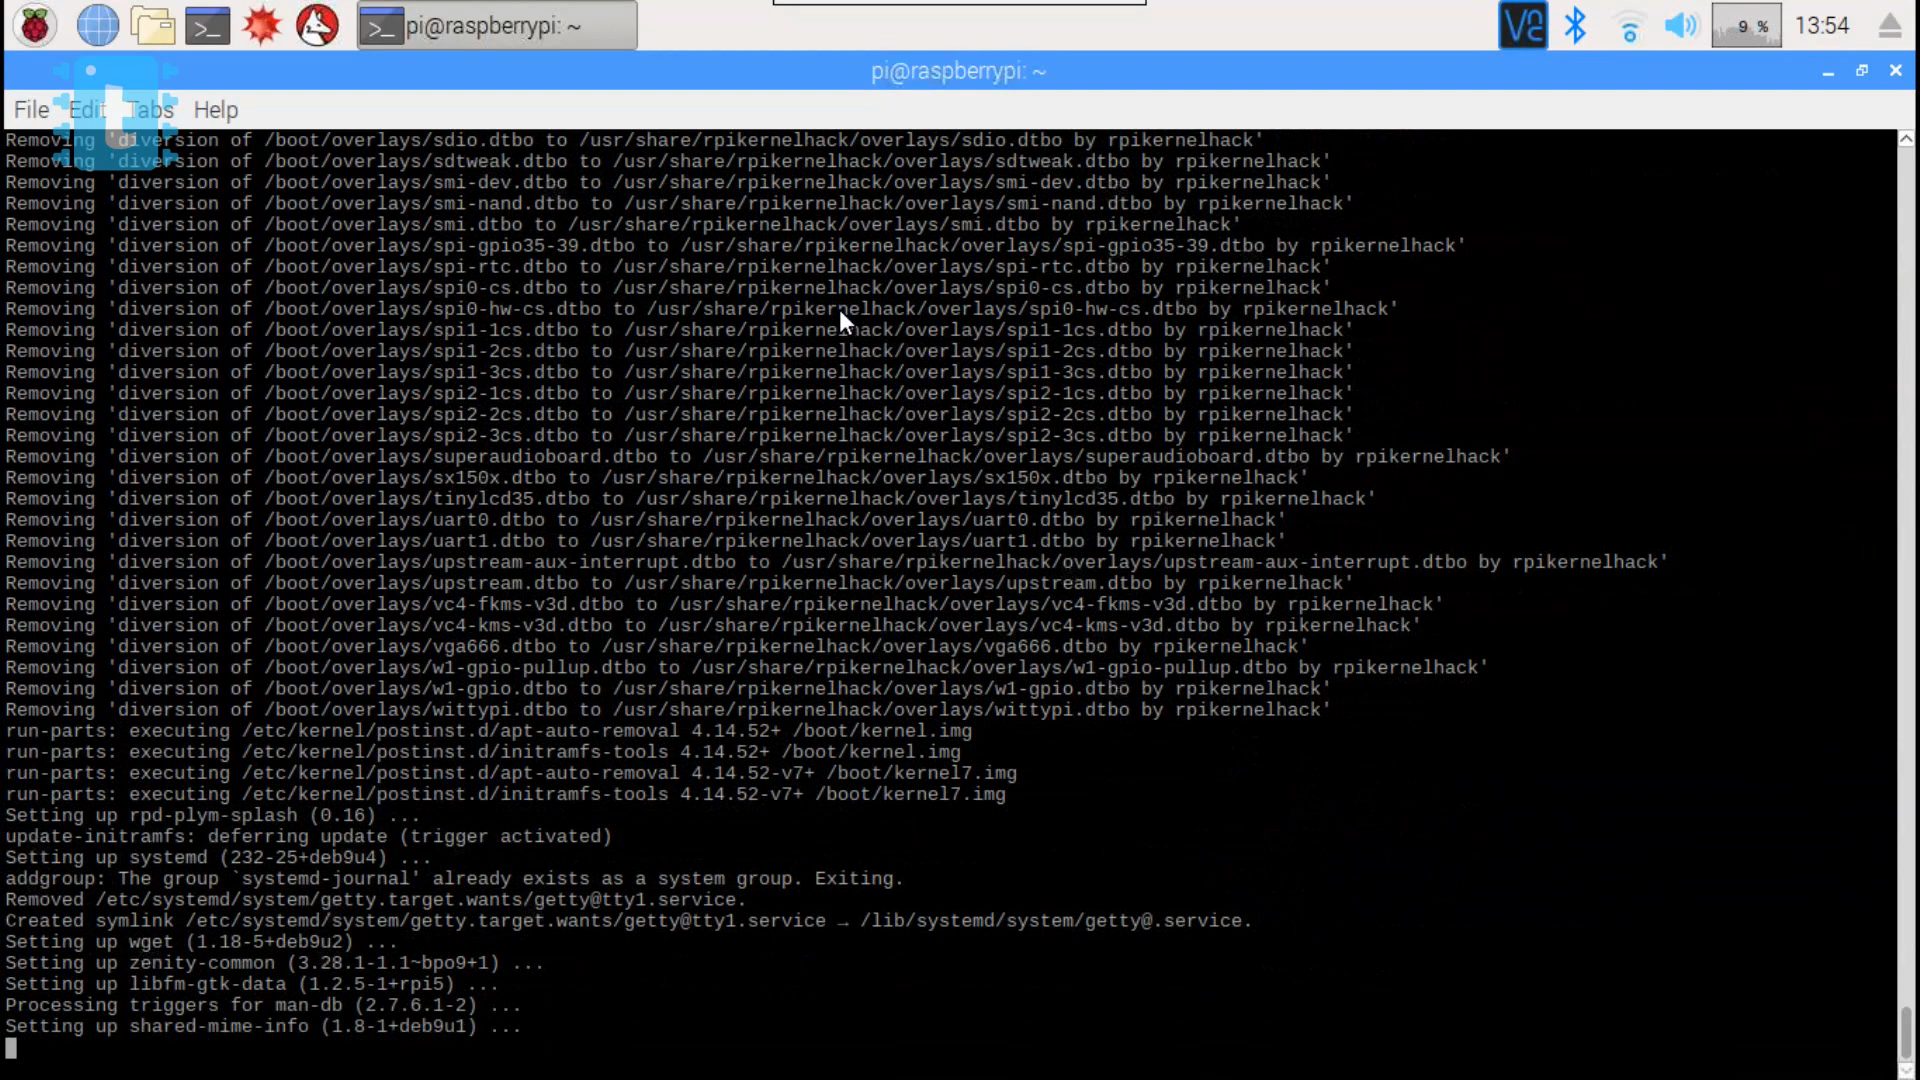 pi@raspberrypi: ~
9 %
13:54
pi@raspberrypi: ~
File Edit Tabs Help
Removing 'diversion of /boot/overlays/sdio.dtbo to /usr/share/rpikernelhack/overlays/sdio.dtbo by rpikernelhack'
Removing 'diversion of /boot/overlays/sdtweak.dtbo to /usr/share/rpikernelhack/overlays/sdtweak.dtbo by rpikernelhack'
Removing 'diversion of /boot/overlays/smi-dev.dtbo to /usr/share/rpikernelhack/overlays/smi-dev.dtbo by rpikernelhack'
Removing 'diversion of /boot/overlays/smi-nand.dtbo to /usr/share/rpikernelhack/overlays/smi-nand.dtbo by rpikernelhack'
Removing 'diversion of /boot/overlays/smi.dtbo to /usr/share/rpikernelhack/overlays/smi.dtbo by rpikernelhack'
Removing 'diversion of /boot/overlays/spi-gpio35-39.dtbo to /usr/share/rpikernelhack/overlays/spi-gpio35-39.dtbo by rpikernelhack'
Removing 'diversion of /boot/overlays/spi-rtc.dtbo to /usr/share/rpikernelhack/overlays/spi-rtc.dtbo by rpikernelhack'
Removing 'diversion of /boot/overlays/spi0-cs.dtbo to /usr/share/rpikernelhack/overlays/spi0-cs.dtbo by rpikernelhack'
Removing 'diversion of /boot/overlays/spi0-hw-cs.dtbo to /usr/share/rpikernelhack/overlays/spi0-hw-cs.dtbo by rpikernelhack'
Removing 'diversion of /boot/overlays/spi1-1cs.dtbo to /usr/share/rpikernelhack/overlays/spi1-1cs.dtbo by rpikernelhack'
Removing 'diversion of /boot/overlays/spi1-2cs.dtbo to /usr/share/rpikernelhack/overlays/spi1-2cs.dtbo by rpikernelhack'
Removing 'diversion of /boot/overlays/spi1-3cs.dtbo to /usr/share/rpikernelhack/overlays/spi1-3cs.dtbo by rpikernelhack'
Removing 'diversion of /boot/overlays/spi2-1cs.dtbo to /usr/share/rpikernelhack/overlays/spi2-1cs.dtbo by rpikernelhack'
Removing 'diversion of /boot/overlays/spi2-2cs.dtbo to /usr/share/rpikernelhack/overlays/spi2-2cs.dtbo by rpikernelhack'
Removing 'diversion of /boot/overlays/spi2-3cs.dtbo to /usr/share/rpikernelhack/overlays/spi2-3cs.dtbo by rpikernelhack'
Removing 'diversion of /boot/overlays/superaudioboard.dtbo to /usr/share/rpikernelhack/overlays/superaudioboard.dtbo by rpikernelhack'
Removing 'diversion of /boot/overlays/sx150x.dtbo to /usr/share/rpikernelhack/overlays/sx150x.dtbo by rpikernelhack'
Removing 'diversion of /boot/overlays/tinylcd35.dtbo to /usr/share/rpikernelhack/overlays/tinylcd35.dtbo by rpikernelhack'
Removing 'diversion of /boot/overlays/uart0.dtbo to /usr/share/rpikernelhack/overlays/uart0.dtbo by rpikernelhack'
Removing 'diversion of /boot/overlays/uart1.dtbo to /usr/share/rpikernelhack/overlays/uart1.dtbo by rpikernelhack'
Removing 'diversion of /boot/overlays/upstream-aux-interrupt.dtbo to /usr/share/rpikernelhack/overlays/upstream-aux-interrupt.dtbo by rpikernelhack'
Removing 'diversion of /boot/overlays/upstream.dtbo to /usr/share/rpikernelhack/overlays/upstream.dtbo by rpikernelhack'
Removing 'diversion of /boot/overlays/vc4-fkms-v3d.dtbo to /usr/share/rpikernelhack/overlays/vc4-fkms-v3d.dtbo by rpikernelhack'
Removing 'diversion of /boot/overlays/vc4-kms-v3d.dtbo to /usr/share/rpikernelhack/overlays/vc4-kms-v3d.dtbo by rpikernelhack'
Removing 'diversion of /boot/overlays/vga666.dtbo to /usr/share/rpikernelhack/overlays/vga666.dtbo by rpikernelhack'
Removing 'diversion of /boot/overlays/w1-gpio-pullup.dtbo to /usr/share/rpikernelhack/overlays/w1-gpio-pullup.dtbo by rpikernelhack'
Removing 'diversion of /boot/overlays/w1-gpio.dtbo to /usr/share/rpikernelhack/overlays/w1-gpio.dtbo by rpikernelhack'
Removing 'diversion of /boot/overlays/wittypi.dtbo to /usr/share/rpikernelhack/overlays/wittypi.dtbo by rpikernelhack'
run-parts: executing /etc/kernel/postinst.d/apt-auto-removal 4.14.52+ /boot/kernel.img
run-parts: executing /etc/kernel/postinst.d/initramfs-tools 4.14.52+ /boot/kernel.img
run-parts: executing /etc/kernel/postinst.d/apt-auto-removal 4.14.52-v7+ /boot/kernel7.img
run-parts: executing /etc/kernel/postinst.d/initramfs-tools 4.14.52-v7+ /boot/kernel7.img
Setting up rpd-plym-splash (0.16) ...
update-initramfs: deferring update (trigger activated)
Setting up systemd (232-25+deb9u4) ...
addgroup: The group `systemd-journal' already exists as a system group. Exiting.
Removed /etc/systemd/system/getty.target.wants/getty@tty1.service.
Created symlink /etc/systemd/system/getty.target.wants/getty@tty1.service → /lib/systemd/system/getty@.service.
Setting up wget (1.18-5+deb9u2) ...
Setting up zenity-common (3.28.1-1.1~bpo9+1) ...
Setting up libfm-gtk-data (1.2.5-1+rpi5) ...
Processing triggers for man-db (2.7.6.1-2) ...
Setting up shared-mime-info (1.8-1+deb9u1) ...